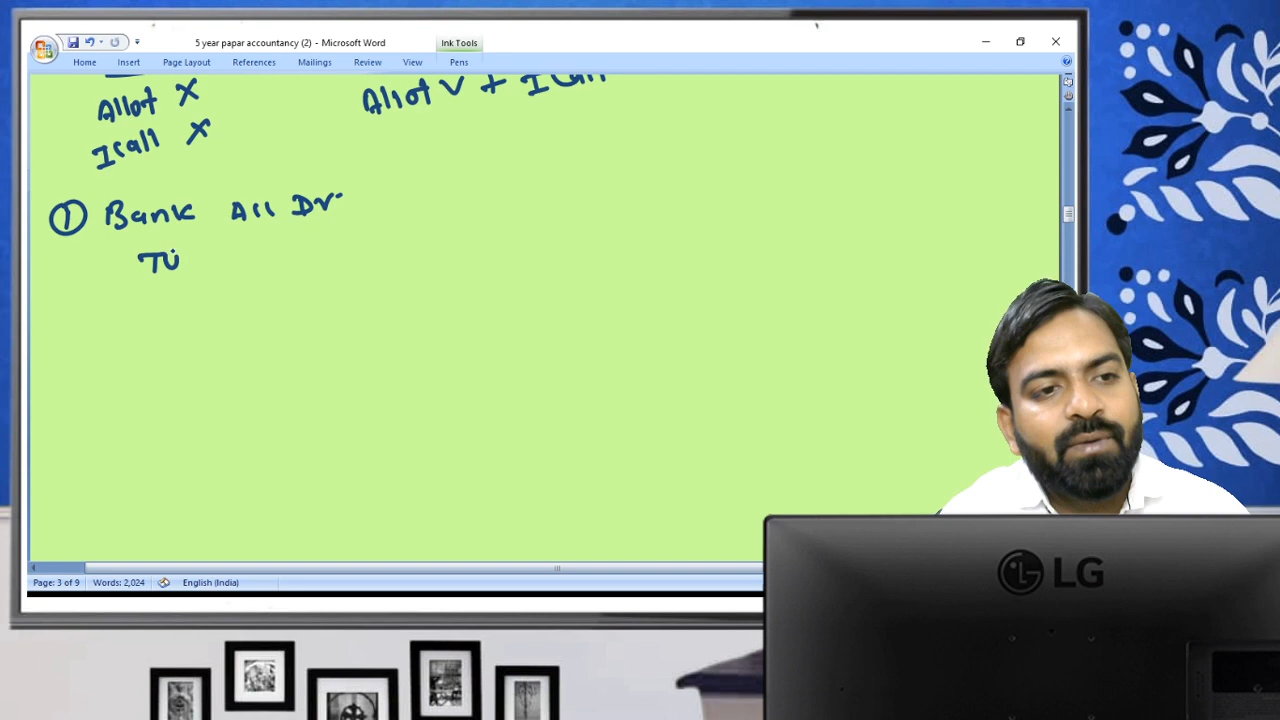 5 year papar accountancy (2) - Microsoft Word
Ink Tools
Home Insert Page Layout References Mailings Review View Pens
Allot X Allot ✓ + I Call
I Call X
① Bank A/c Dr
To
Page: 3 of 9 Words: 2,024 English (India)
LG